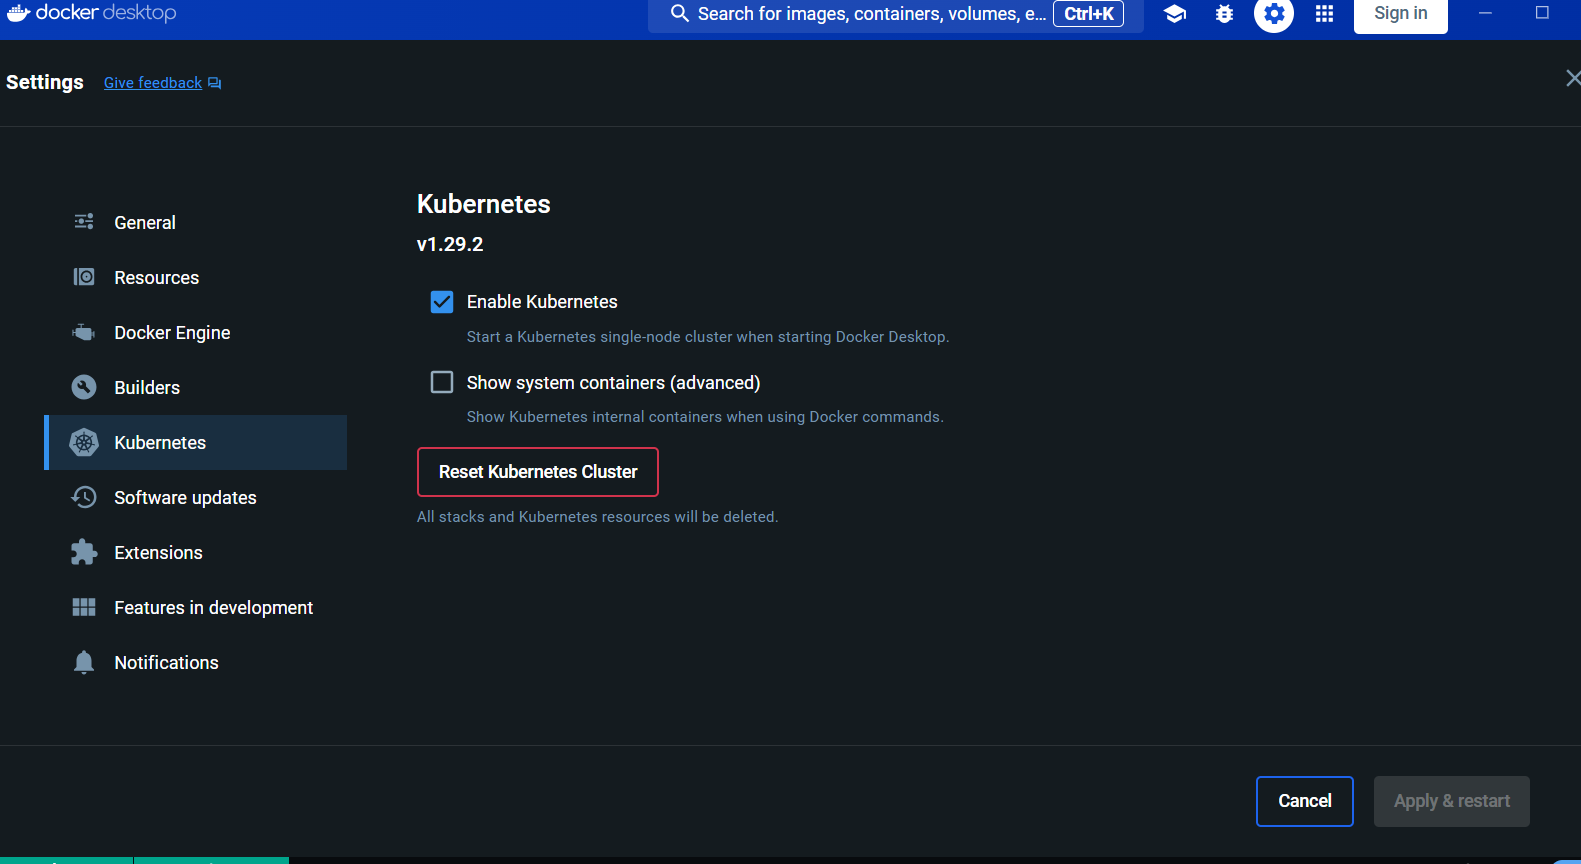 docker desktop
Search for images, containers, volumes, e...
Ctrl+K
Sign in
Settings
Give feedback
General
Resources
Docker Engine
Builders
Kubernetes
Software updates
Extensions
Features in development
Notifications
Kubernetes
v1.29.2
Enable Kubernetes
Start a Kubernetes single-node cluster when starting Docker Desktop.
Show system containers (advanced)
Show Kubernetes internal containers when using Docker commands.
Reset Kubernetes Cluster
All stacks and Kubernetes resources will be deleted.
Cancel
Apply & restart